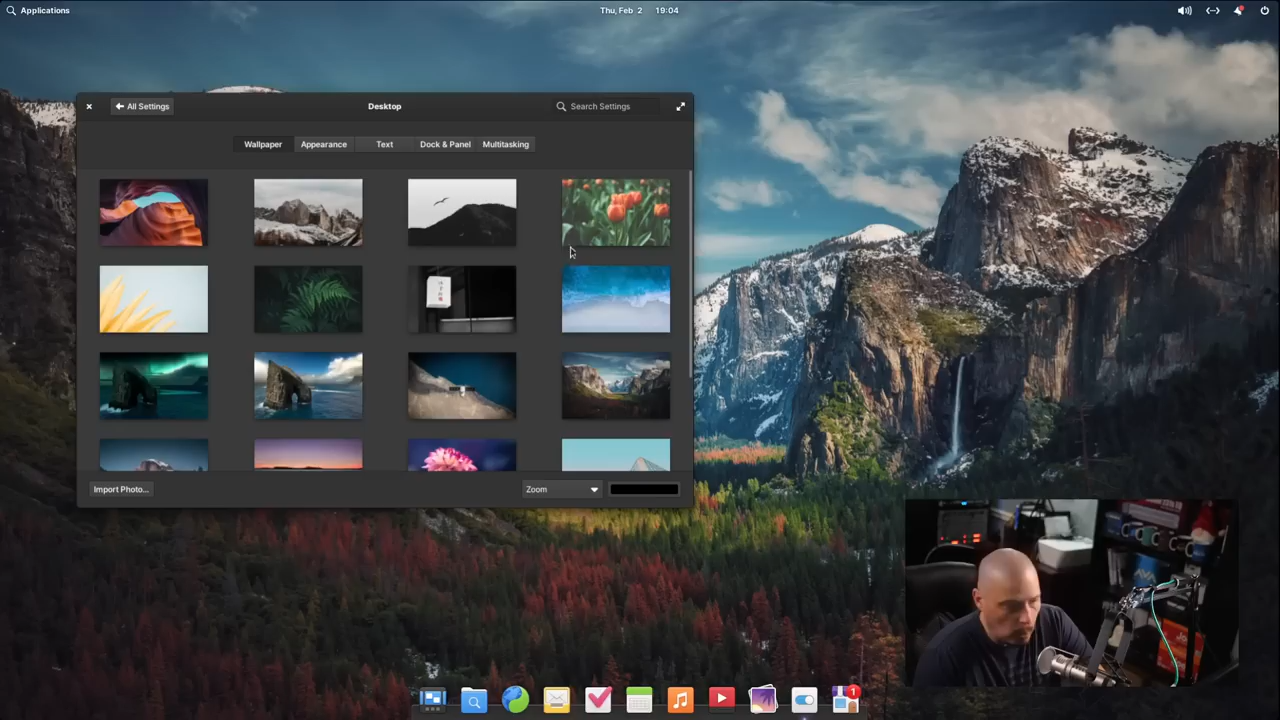 Applications
Thu, Feb 2 19:04
All Settings
Desktop
Search Settings
Wallpaper
Appearance
Text
Dock & Panel
Multitasking
Import Photo...
Zoom
1